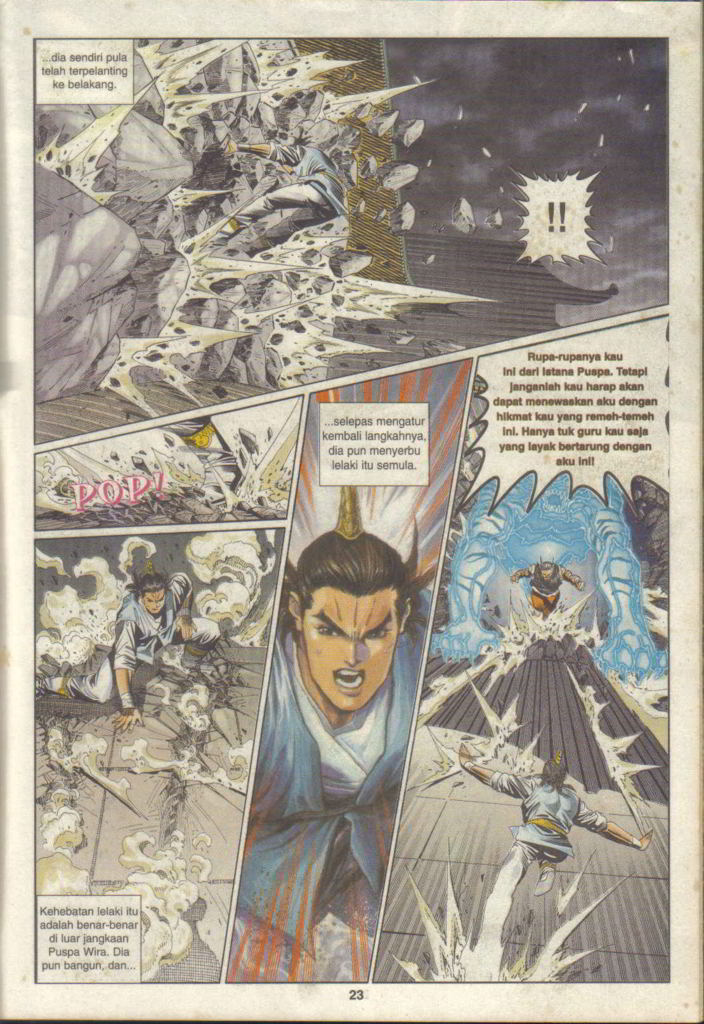 ...dia sendiri pula
telah terpelanting
ke belakang.
!!
POP!
Kehebatan lelaki itu
adalah benar-benar
di luar jangkaan
Puspa Wira. Dia
pun bangun, dan...
...selepas mengatur
kembali langkahnya,
dia pun menyerbu
lelaki itu semula.
Rupa-rupanya kau
ini dari Istana Puspa. Tetapi
janganlah kau harap akan
dapat menewaskan aku dengan
hikmat kau yang remeh-temeh
ini. Hanya tuk guru kau saja
yang layak bertarung dengan
aku ini!
23